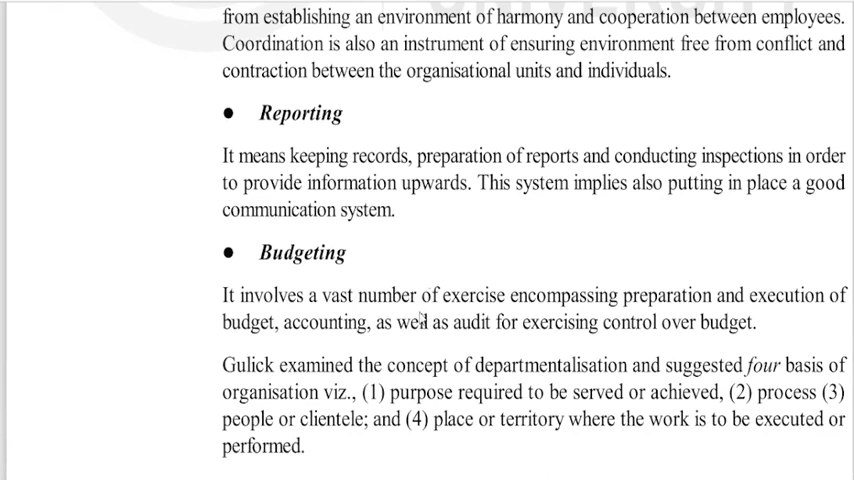 from establishing an environment of harmony and cooperation between employees.
Coordination is also an instrument of ensuring environment free from conflict and
contraction between the organisational units and individuals.
● Reporting
It means keeping records, preparation of reports and conducting inspections in order
to provide information upwards. This system implies also putting in place a good
communication system.
● Budgeting
It involves a vast number of exercise encompassing preparation and execution of
budget, accounting, as well as audit for exercising control over budget.
Gulick examined the concept of departmentalisation and suggested four basis of
organisation viz., (1) purpose required to be served or achieved, (2) process (3)
people or clientele; and (4) place or territory where the work is to be executed or
performed.